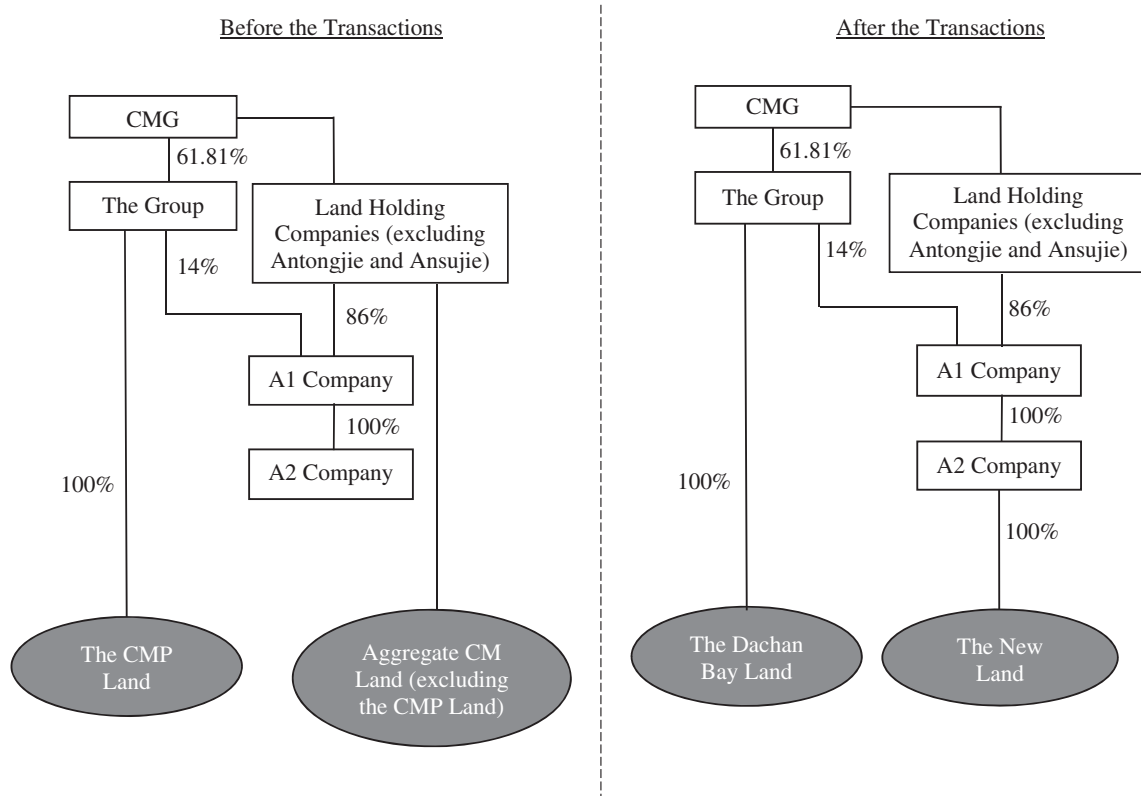 Before the Transactions
CMG
61.81%
The Group
Land Holding
Companies (excluding
Antongjie and Ansujie)
14%
86%
A1 Company
100%
A2 Company
100%
The CMP
Land
Aggregate CM
Land (excluding
the CMP Land)
After the Transactions
CMG
61.81%
The Group
Land Holding
Companies (excluding
Antongjie and Ansujie)
14%
86%
A1 Company
100%
A2 Company
100%
100%
The Dachan
Bay Land
The New
Land